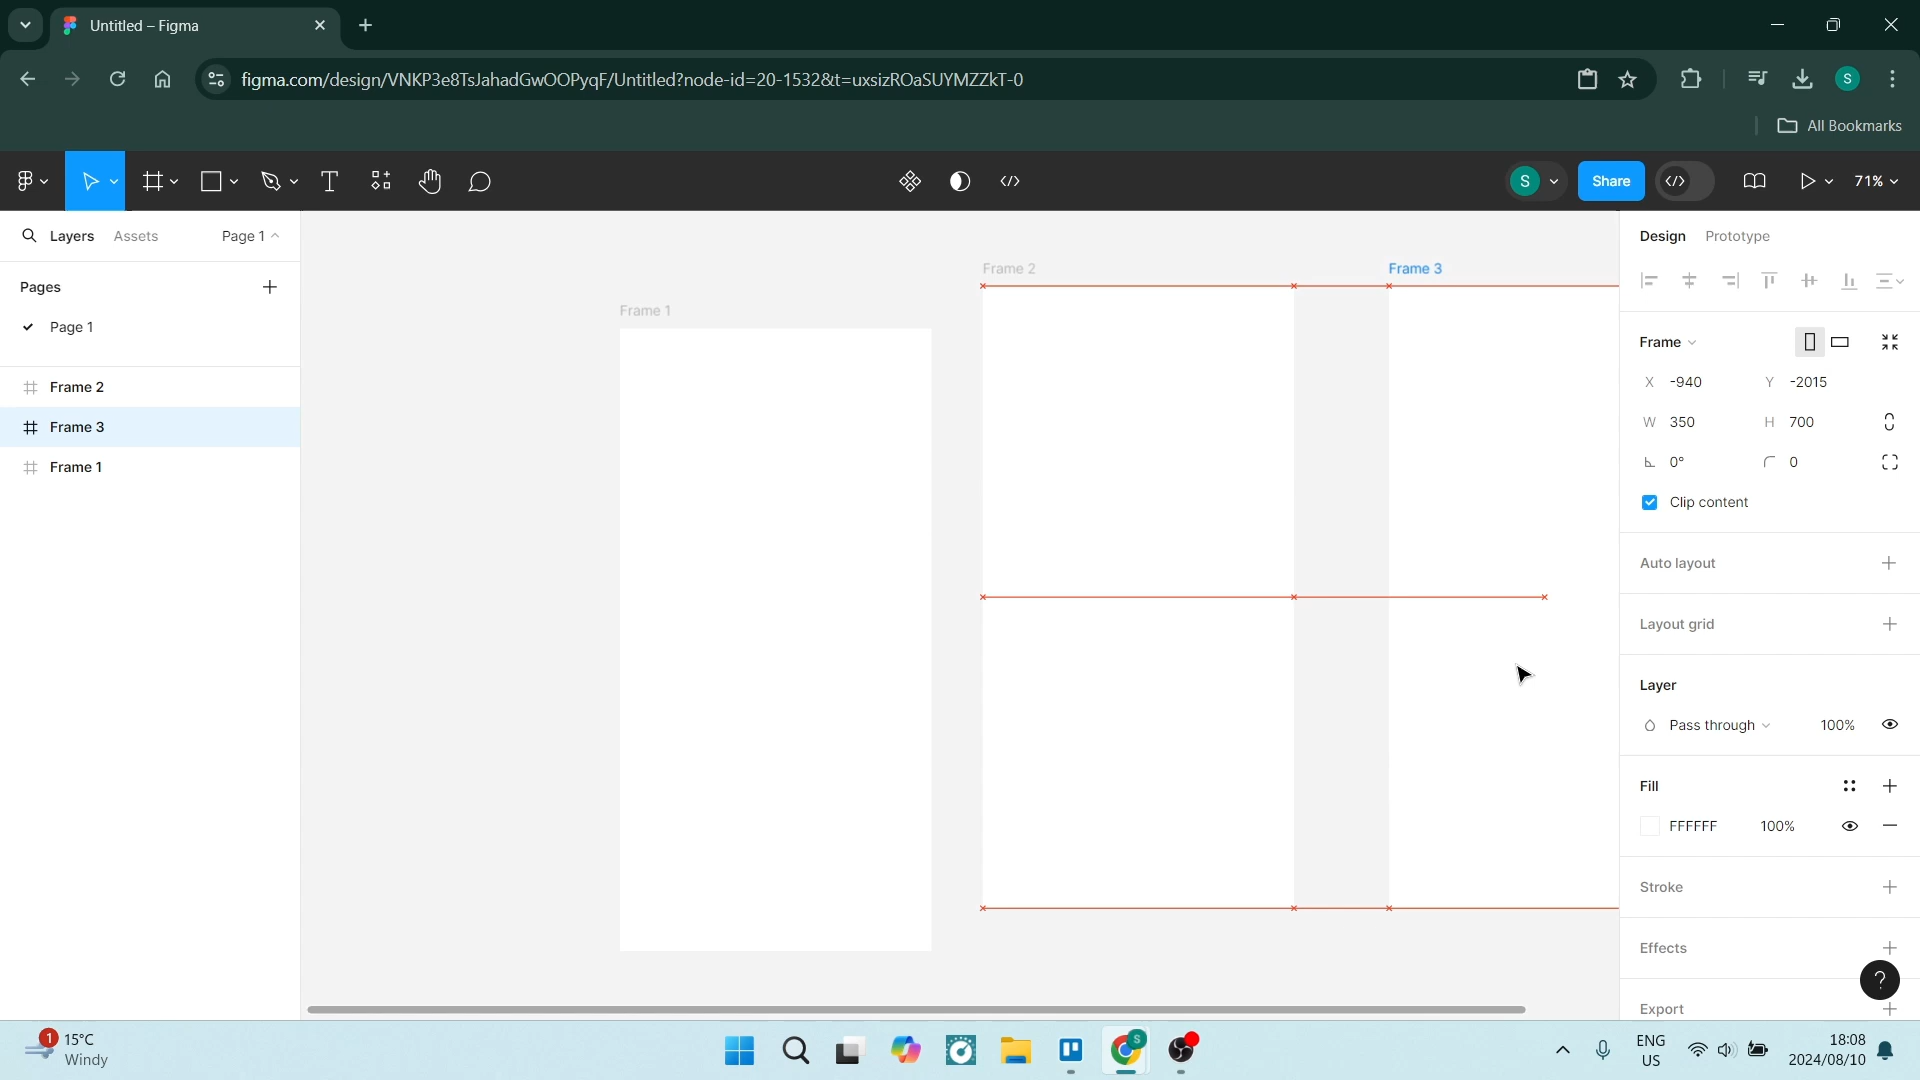 Untitled – Figma
figma.com/design/VNKP3e8TsJahadGwOOPyqF/Untitled?node-id=20-1532&t=uxsizROaSUYMZZkT-0
S
All Bookmarks
S
Share
71%
Layers
Assets
Page 1
Pages
Page 1
Frame 2
Frame 3
Frame 1
Frame 1
Frame 2
Frame 3
Design
Prototype
Frame
X -940
Y -2015
W 350
H 700
0°
0
Clip content
Auto layout
Layout grid
Layer
Pass through
100%
Fill
FFFFFF
100%
Stroke
Effects
?
Export
1
15°C
Windy
S
ENG
US
18:08
2024/08/10